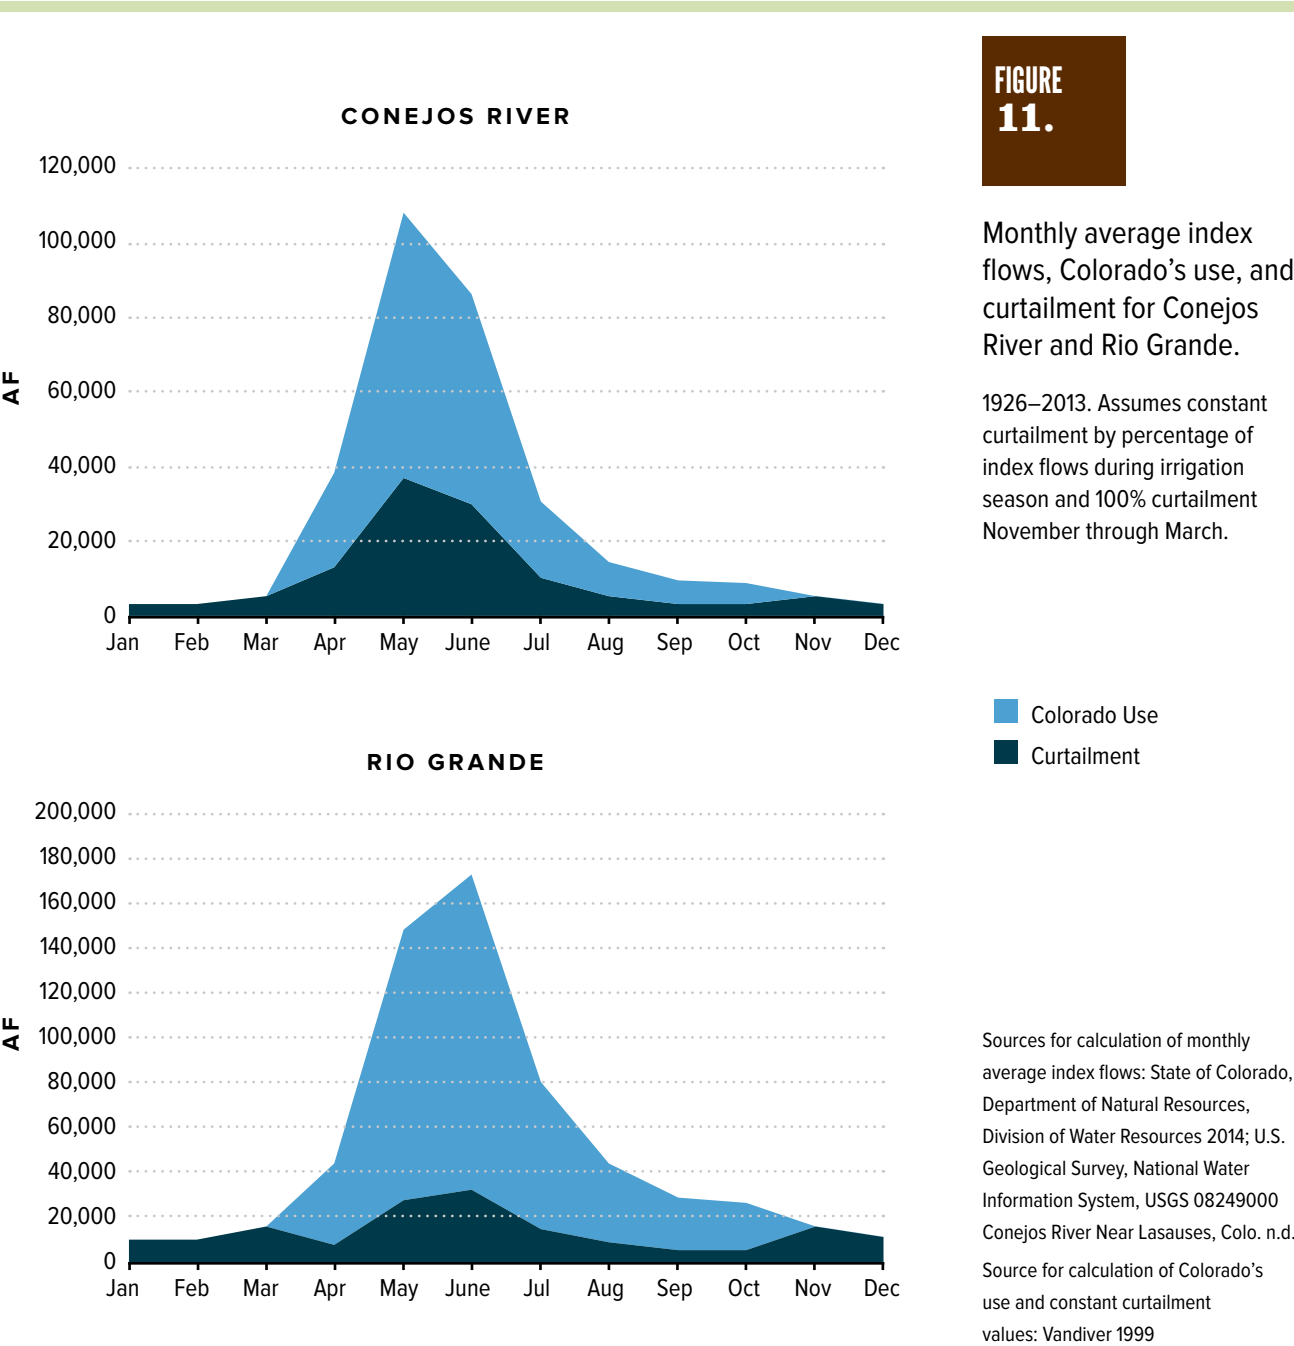 CONEJOS RIVER
120,000
100,000
80,000
60,000
40,000
20,000
0
AF
Jan Feb Mar Apr May June Jul Aug Sep Oct Nov Dec
RIO GRANDE
200,000
180,000
160,000
140,000
120,000
100,000
80,000
60,000
40,000
20,000
0
AF
Jan Feb Mar Apr May June Jul Aug Sep Oct Nov Dec
FIGURE
11.
Monthly average index
flows, Colorado’s use, and
curtailment for Conejos
River and Rio Grande.
1926–2013. Assumes constant
curtailment by percentage of
index flows during irrigation
season and 100% curtailment
November through March.
Colorado Use
Curtailment
Sources for calculation of monthly
average index flows: State of Colorado,
Department of Natural Resources,
Division of Water Resources 2014; U.S.
Geological Survey, National Water
Information System, USGS 08249000
Conejos River Near Lasauses, Colo. n.d.
Source for calculation of Colorado’s
use and constant curtailment
values: Vandiver 1999